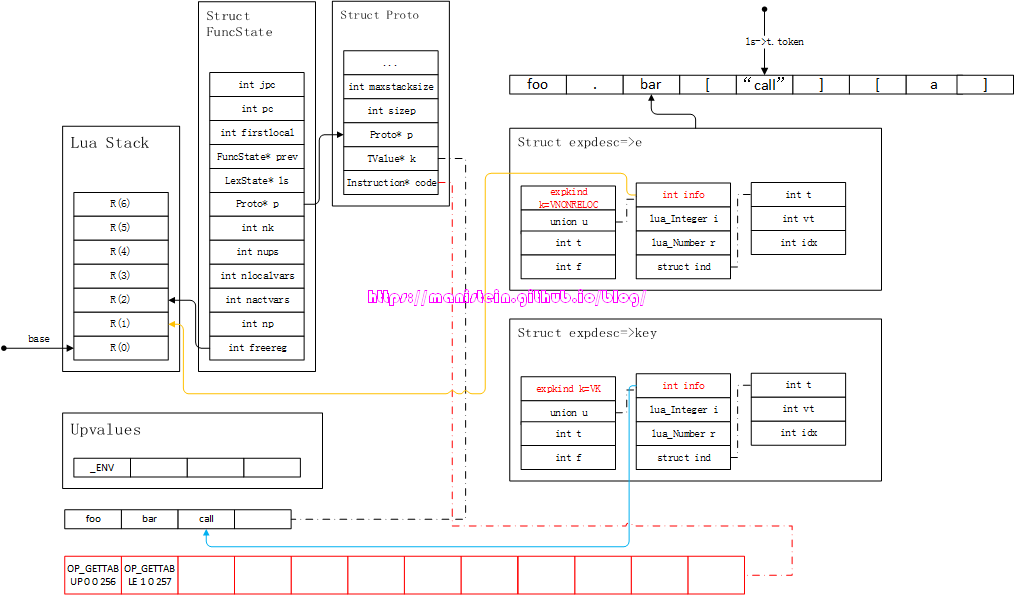 Struct
FuncState
int jpc
int pc
int firstlocal
FuncState* prev
LexState* ls
Proto* p
int nk
int nups
int nlocalvars
int nactvars
int np
int freereg
Struct Proto
...
int maxstacksize
int sizep
Proto* p
TValue* k
Instruction* code
ls->t.token
foo . bar [ “call” ] [ a ]
Lua Stack
R(6)
R(5)
R(4)
R(3)
R(2)
R(1)
R(0)
base
Struct expdesc=>e
expkind
k=VNONRELOC
union u
int t
int f
int info
lua_Integer i
lua_Number r
struct ind
int t
int vt
int idx
https://manistein.github.io/blog/
Struct expdesc=>key
expkind k=VK
union u
int t
int f
int info
lua_Integer i
lua_Number r
struct ind
int t
int vt
int idx
Upvalues
_ENV
foo bar call
OP_GETTAB
UP 0 0 256
OP_GETTAB
LE 1 0 257